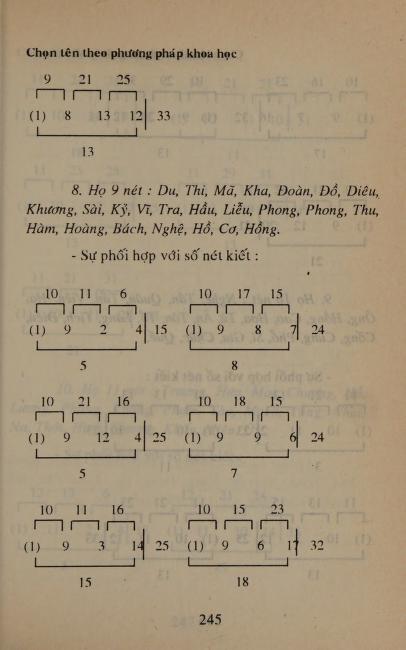 Chọn tên theo phương pháp khoa học
9 21 25
(1) 8 13 12 33
13
8. Họ 9 nét : Du, Thi, Mã, Kha, Đoàn, Đồ, Diêu,
Khương, Sài, Kỷ, Vĩ, Tra, Hầu, Liễu, Phong, Phong, Thu,
Hàm, Hoàng, Bách, Nghệ, Hồ, Cơ, Hồng.
- Sự phối hợp với số nét kiết :
10 11 6 10 17 15
(1) 9 2 4 15 (1) 9 8 7 24
5 8
10 21 16 10 18 15
(1) 9 12 4 25 (1) 9 9 6 24
5 7
10 11 16 10 15 23
(1) 9 3 14 25 (1) 9 6 17 32
15 18
245